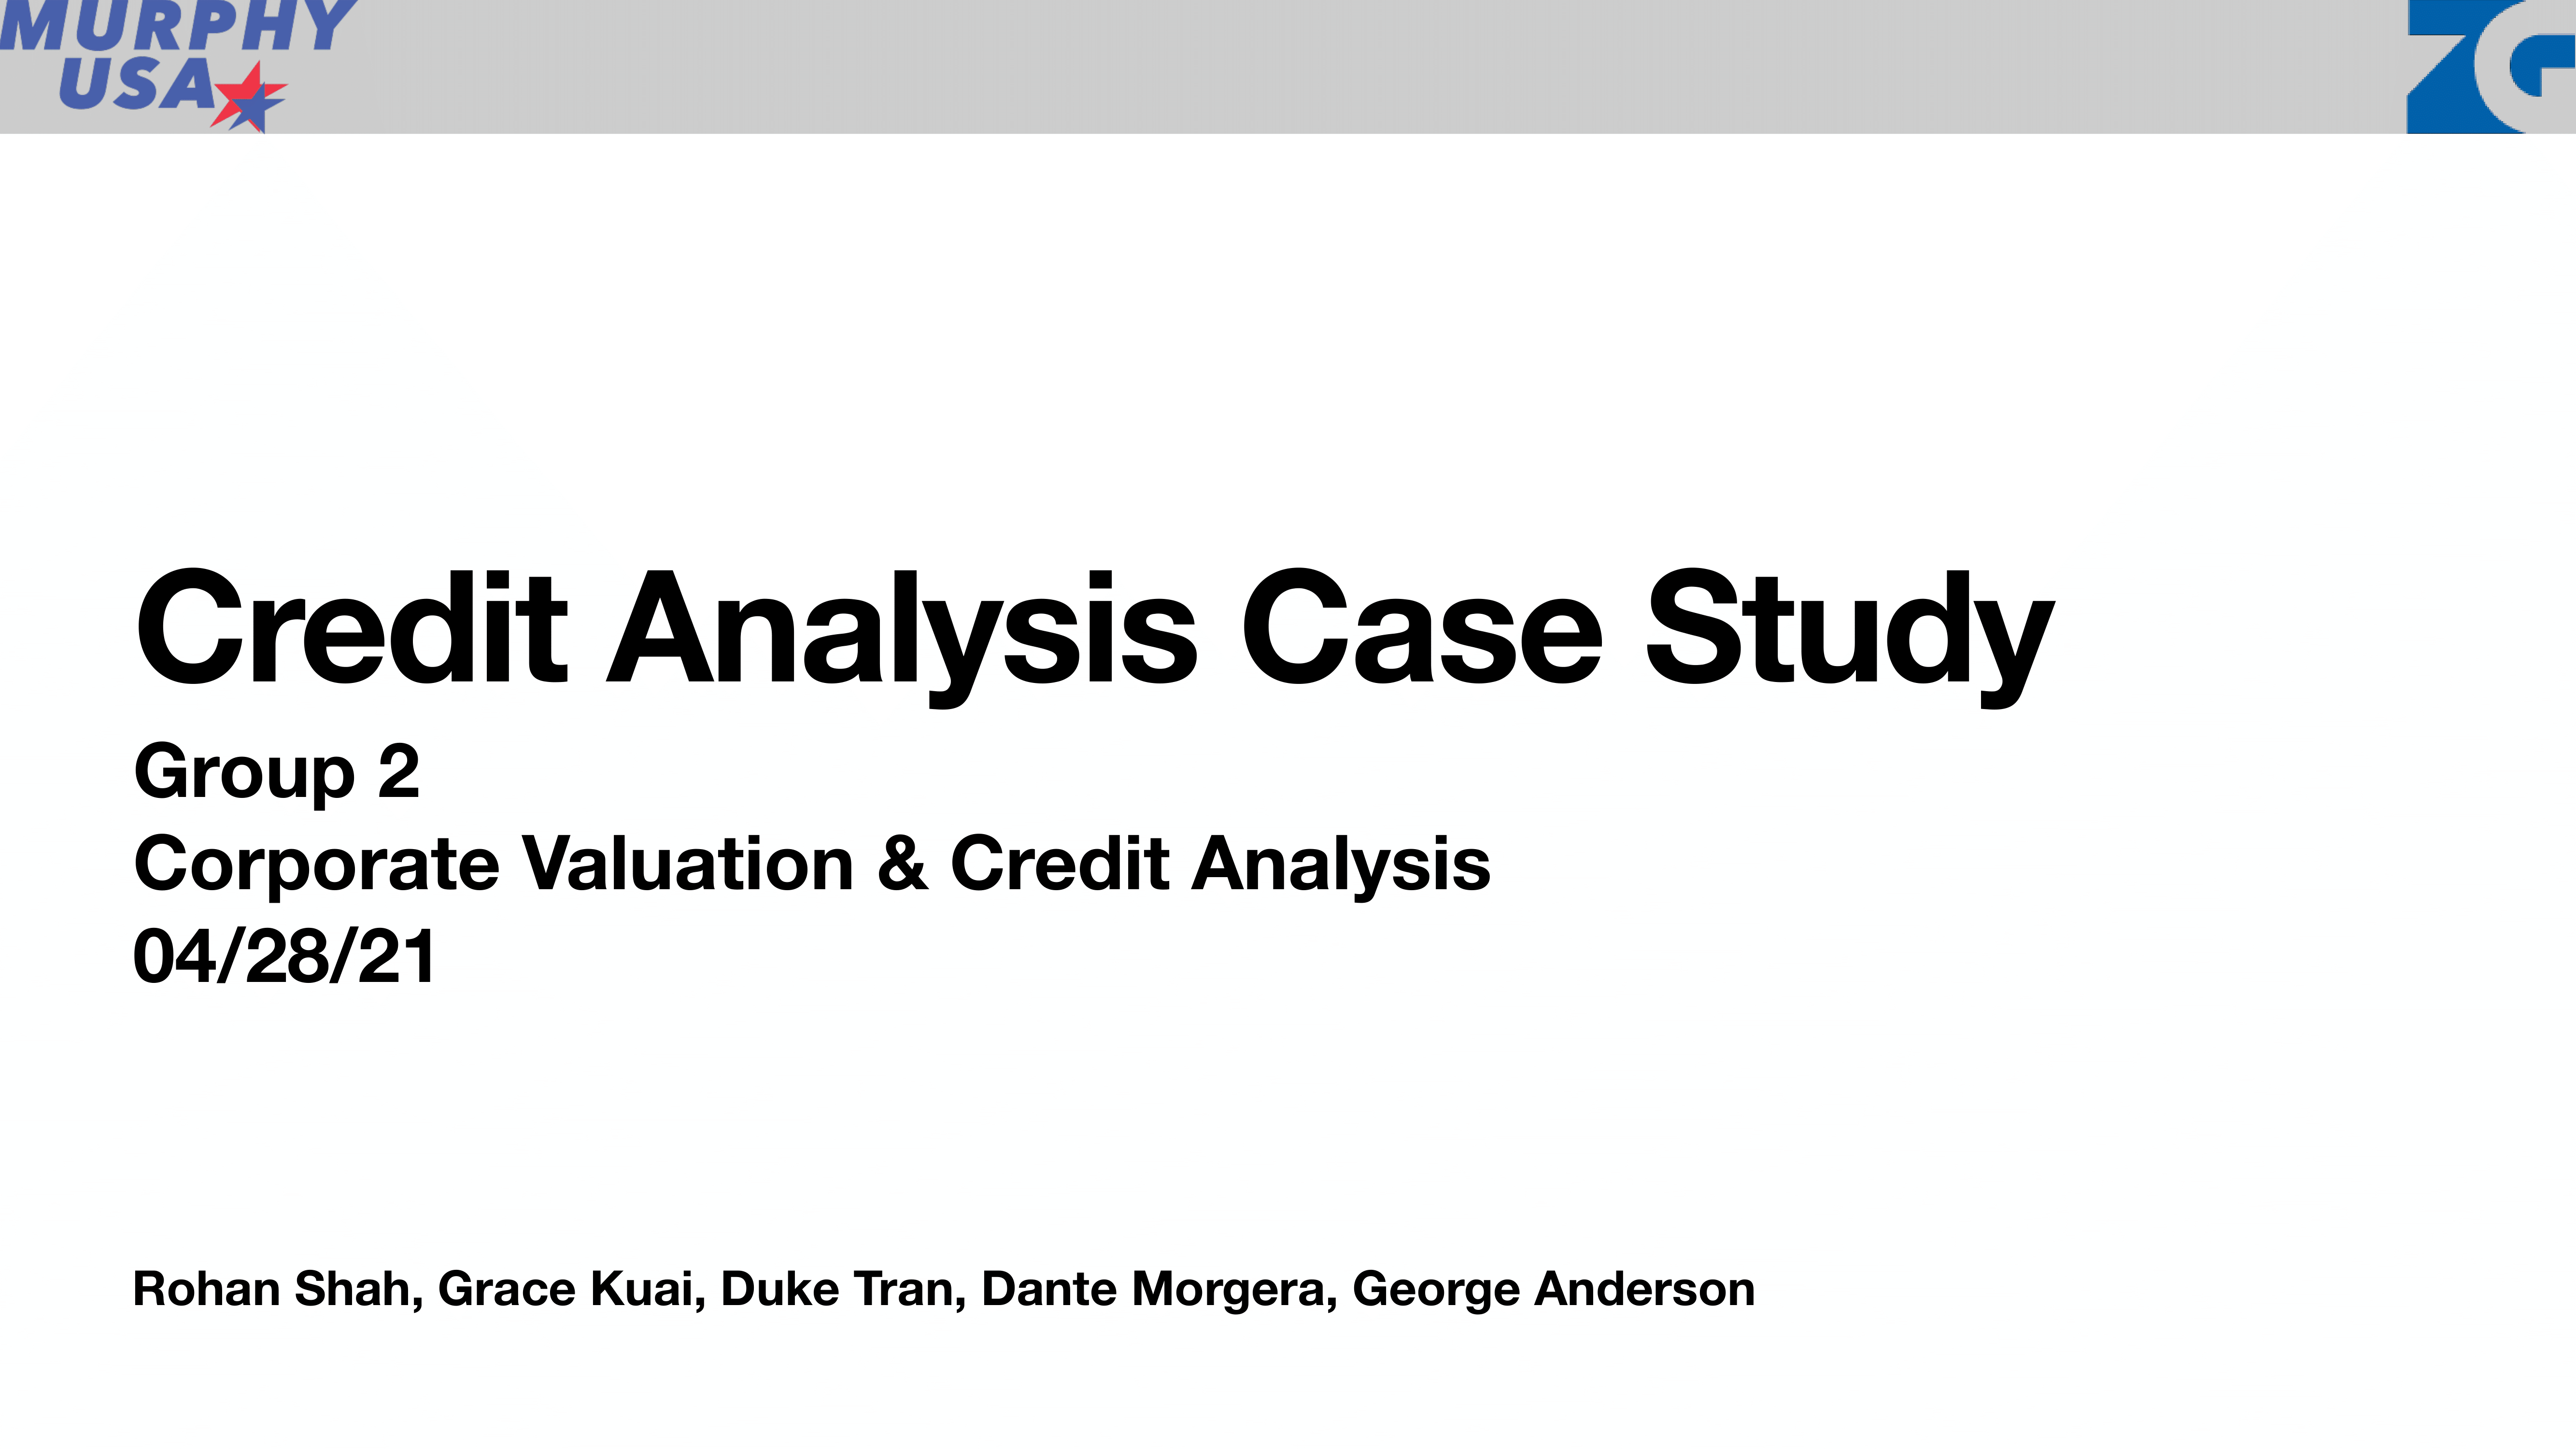 MURPHY
USA
ZG
Credit Analysis Case Study
Group 2
Corporate Valuation & Credit Analysis
04/28/21
Rohan Shah, Grace Kuai, Duke Tran, Dante Morgera, George Anderson